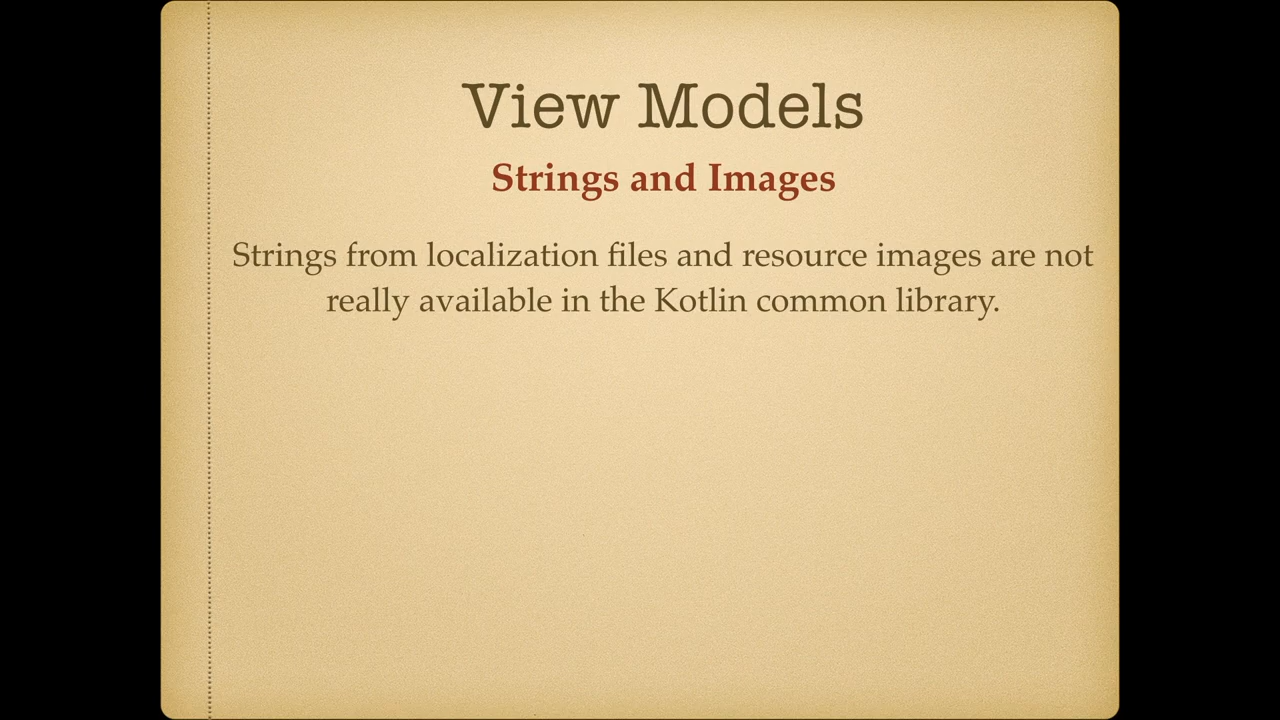 View Models
Strings and Images
Strings from localization files and resource images are not
really available in the Kotlin common library.